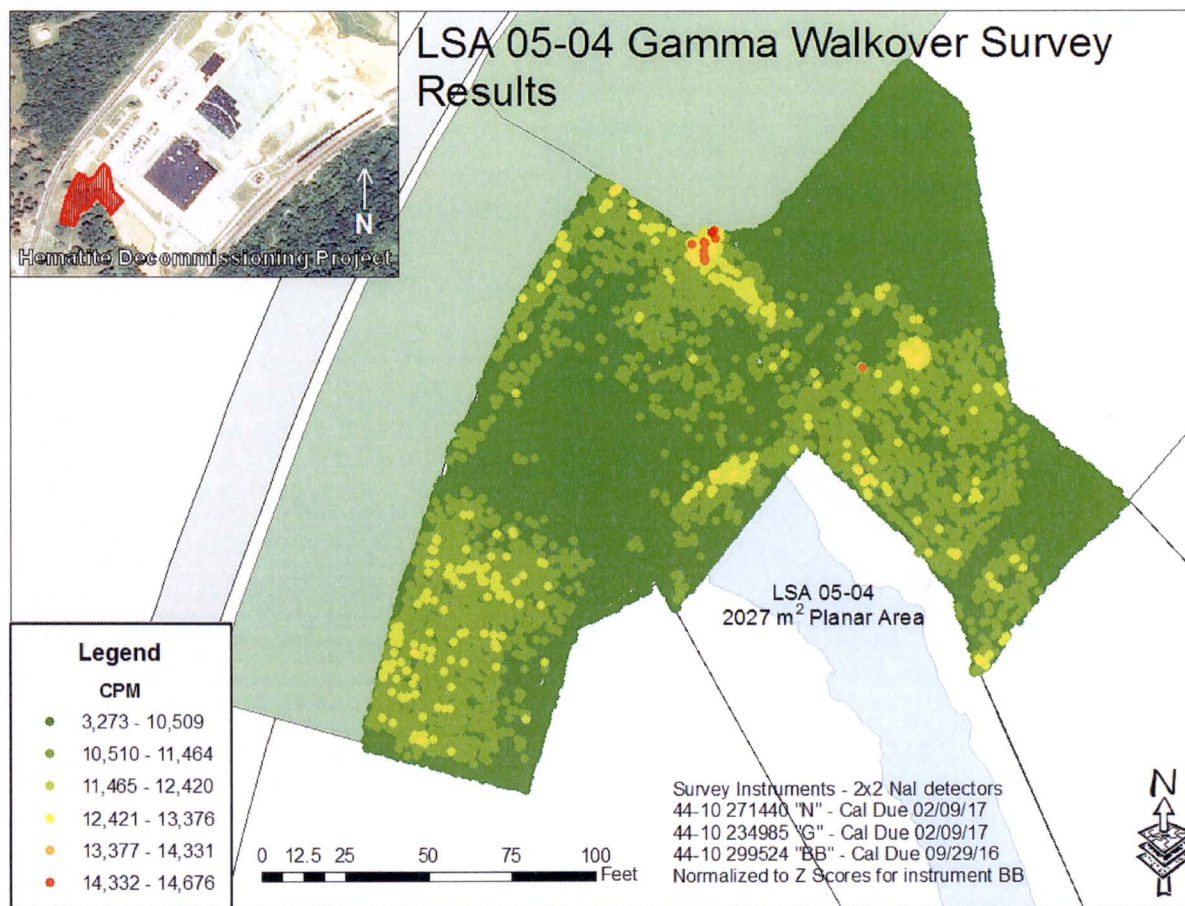 LSA 05-04 Gamma Walkover Survey
Results
N
Hematite Decommissioning Project
LSA 05-04
2027 m² Planar Area
Legend
CPM
3,273 - 10,509
10,510 - 11,464
11,465 - 12,420
12,421 - 13,376
13,377 - 14,331
14,332 - 14,676
0 12.5 25 50 75 100
Feet
Survey Instruments - 2x2 NaI detectors
44-10 271440 "N" - Cal Due 02/09/17
44-10 234985 "G" - Cal Due 02/09/17
44-10 299524 "BB" - Cal Due 09/29/16
Normalized to Z Scores for instrument BB
N